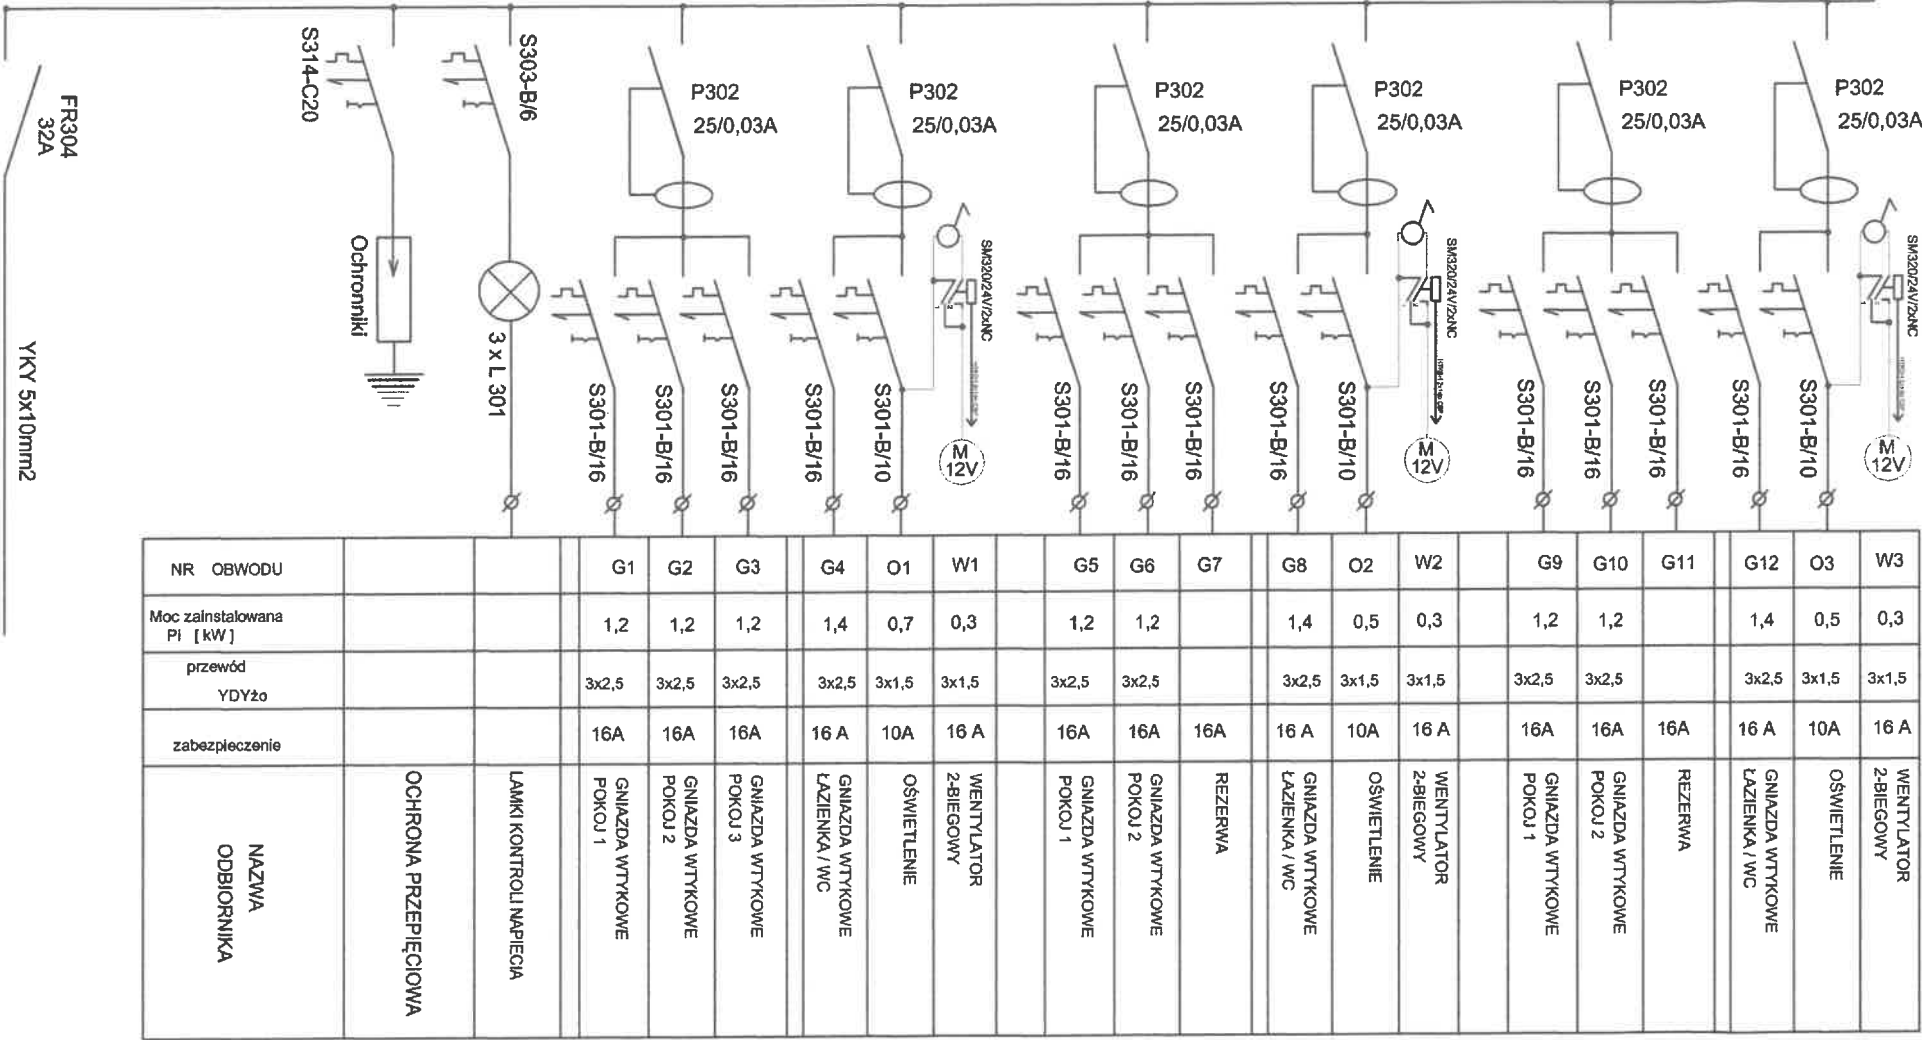 FR304
32A
YKY 5x10mm2
S314-C20
Ochronniki
S303-B/6
3 x L 301
P302
25/0,03A
S301-B/16
S301-B/16
S301-B/16
P302
25/0,03A
S301-B/16
S301-B/10
SM320/24V/2xNC
1
2
M
12V
P302
25/0,03A
S301-B/16
S301-B/16
S301-B/16
P302
25/0,03A
S301-B/16
S301-B/10
SM320/24V/2xNC
M
12V
P302
25/0,03A
S301-B/16
S301-B/16
S301-B/16
P302
25/0,03A
S301-B/16
S301-B/10
SM320/24V/2xNC
M
12V
NR OBWODU G1 G2 G3 G4 O1 W1 G5 G6 G7 G8 O2 W2 G9 G10 G11 G12 O3 W3
Moc zainstalowana
Pi [ kW ] 1,2 1,2 1,2 1,4 0,7 0,3 1,2 1,2 1,4 0,5 0,3 1,2 1,2 1,4 0,5 0,3
przewód
YDYżo 3x2,5 3x2,5 3x2,5 3x2,5 3x1,5 3x1,5 3x2,5 3x2,5 3x2,5 3x1,5 3x1,5 3x2,5 3x2,5 3x2,5 3x1,5 3x1,5
zabezpieczenie 16A 16A 16A 16 A 10A 16 A 16A 16A 16A 16 A 10A 16 A 16A 16A 16A 16 A 10A 16 A
NAZWA
ODBIORNIKA
OCHRONA PRZEPIĘCIOWA
LAMKI KONTROLI NAPIECIA
GNIAZDA WTYKOWE
POKOJ 1
GNIAZDA WTYKOWE
POKOJ 2
GNIAZDA WTYKOWE
POKOJ 3
GNIAZDA WTYKOWE
ŁAZIENKA / WC
OŚWIETLENIE
WENTYLATOR
2-BIEGOWY
GNIAZDA WTYKOWE
POKOJ 1
GNIAZDA WTYKOWE
POKOJ 2
REZERWA
GNIAZDA WTYKOWE
ŁAZIENKA / WC
OŚWIETLENIE
WENTYLATOR
2-BIEGOWY
GNIAZDA WTYKOWE
POKOJ 1
GNIAZDA WTYKOWE
POKOJ 2
REZERWA
GNIAZDA WTYKOWE
ŁAZIENKA / WC
OŚWIETLENIE
WENTYLATOR
2-BIEGOWY